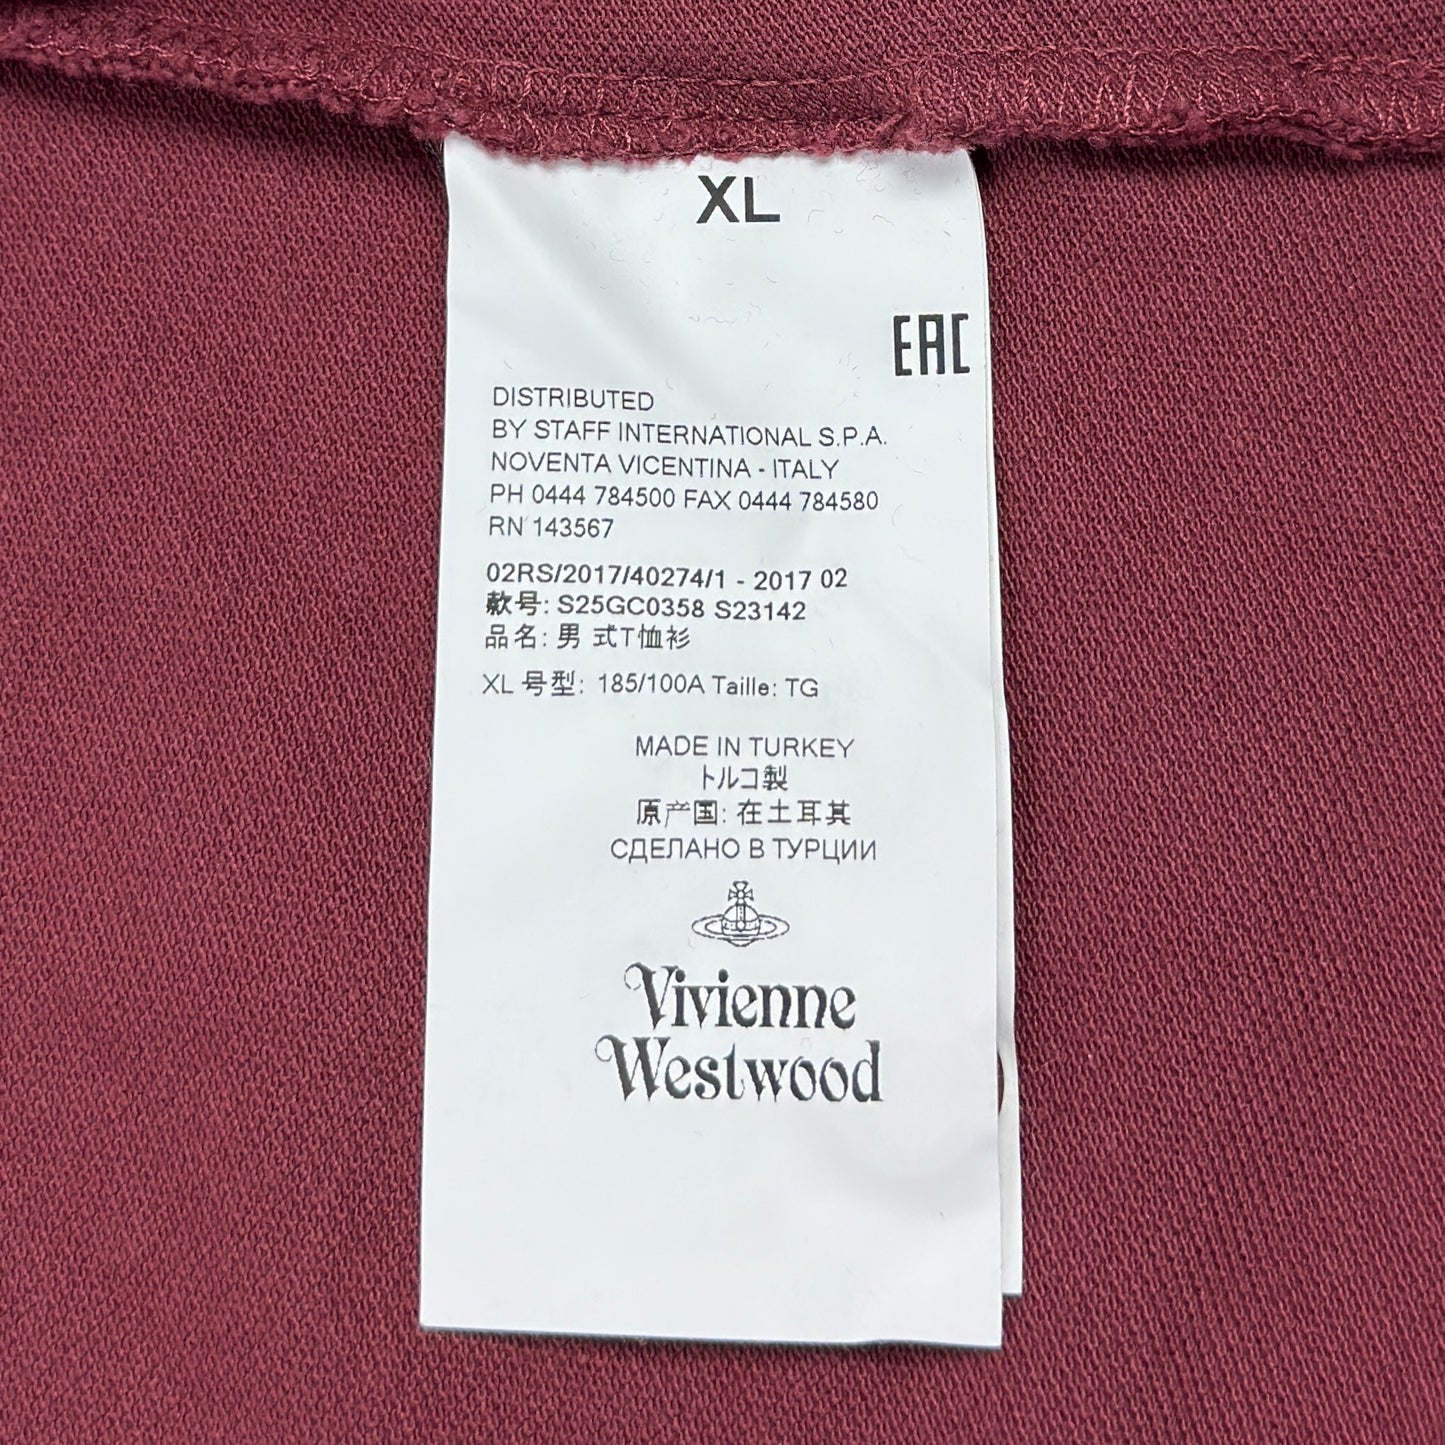 XL
EAC
DISTRIBUTED
BY STAFF INTERNATIONAL S.P.A.
NOVENTA VICENTINA - ITALY
PH 0444 784500 FAX 0444 784580
RN 143567
02RS/2017/40274/1 - 2017 02
款号: S25GC0358 S23142
品名: 男 式T恤衫
XL 号型: 185/100A Taille: TG
MADE IN TURKEY
トルコ製
原产国: 在土耳其
СДЕЛАНО В ТУРЦИИ
Vivienne
Westwood